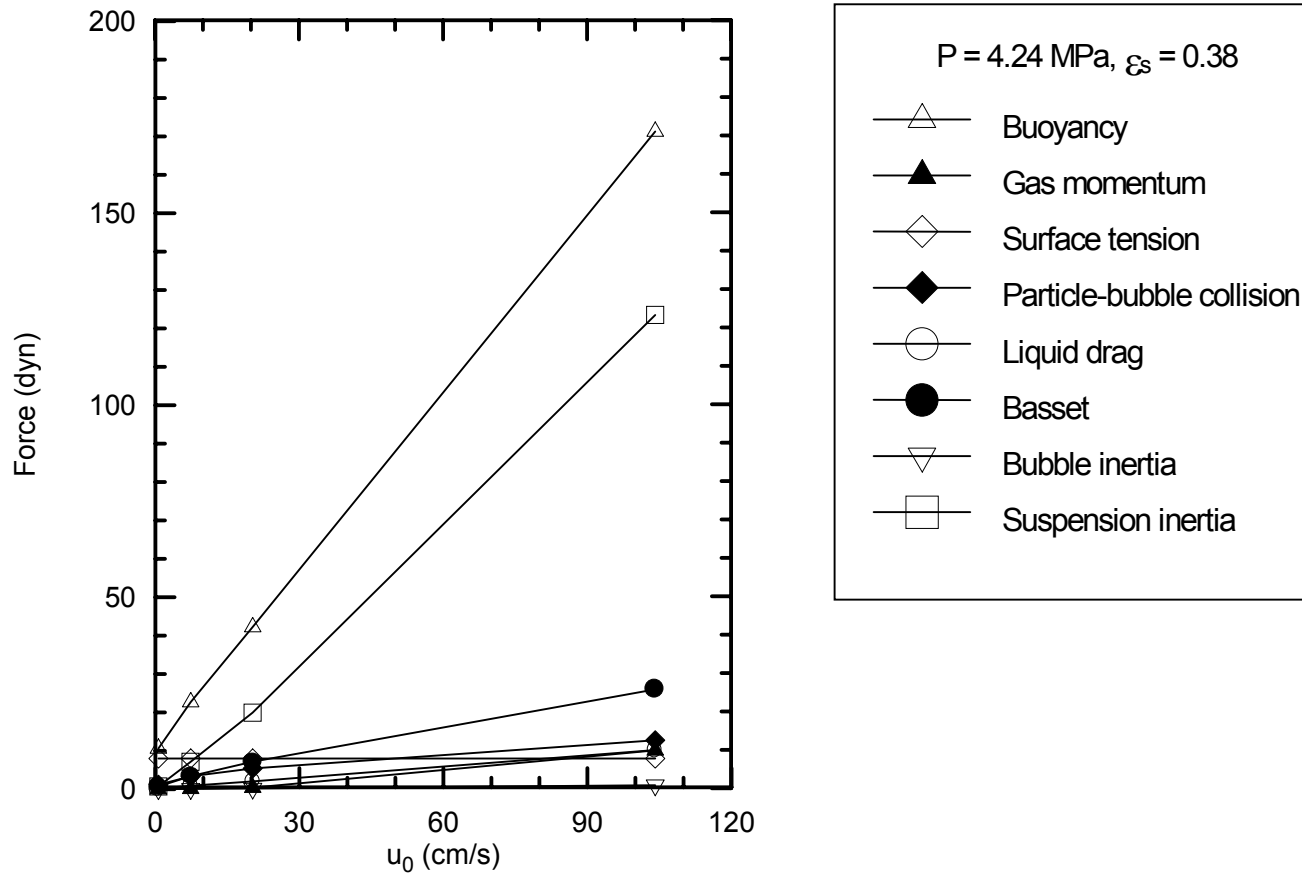 200
150
100
50
0
Force (dyn)
0 30 60 90 120
u0 (cm/s)
P = 4.24 MPa, εs = 0.38
Buoyancy
Gas momentum
Surface tension
Particle-bubble collision
Liquid drag
Basset
Bubble inertia
Suspension inertia